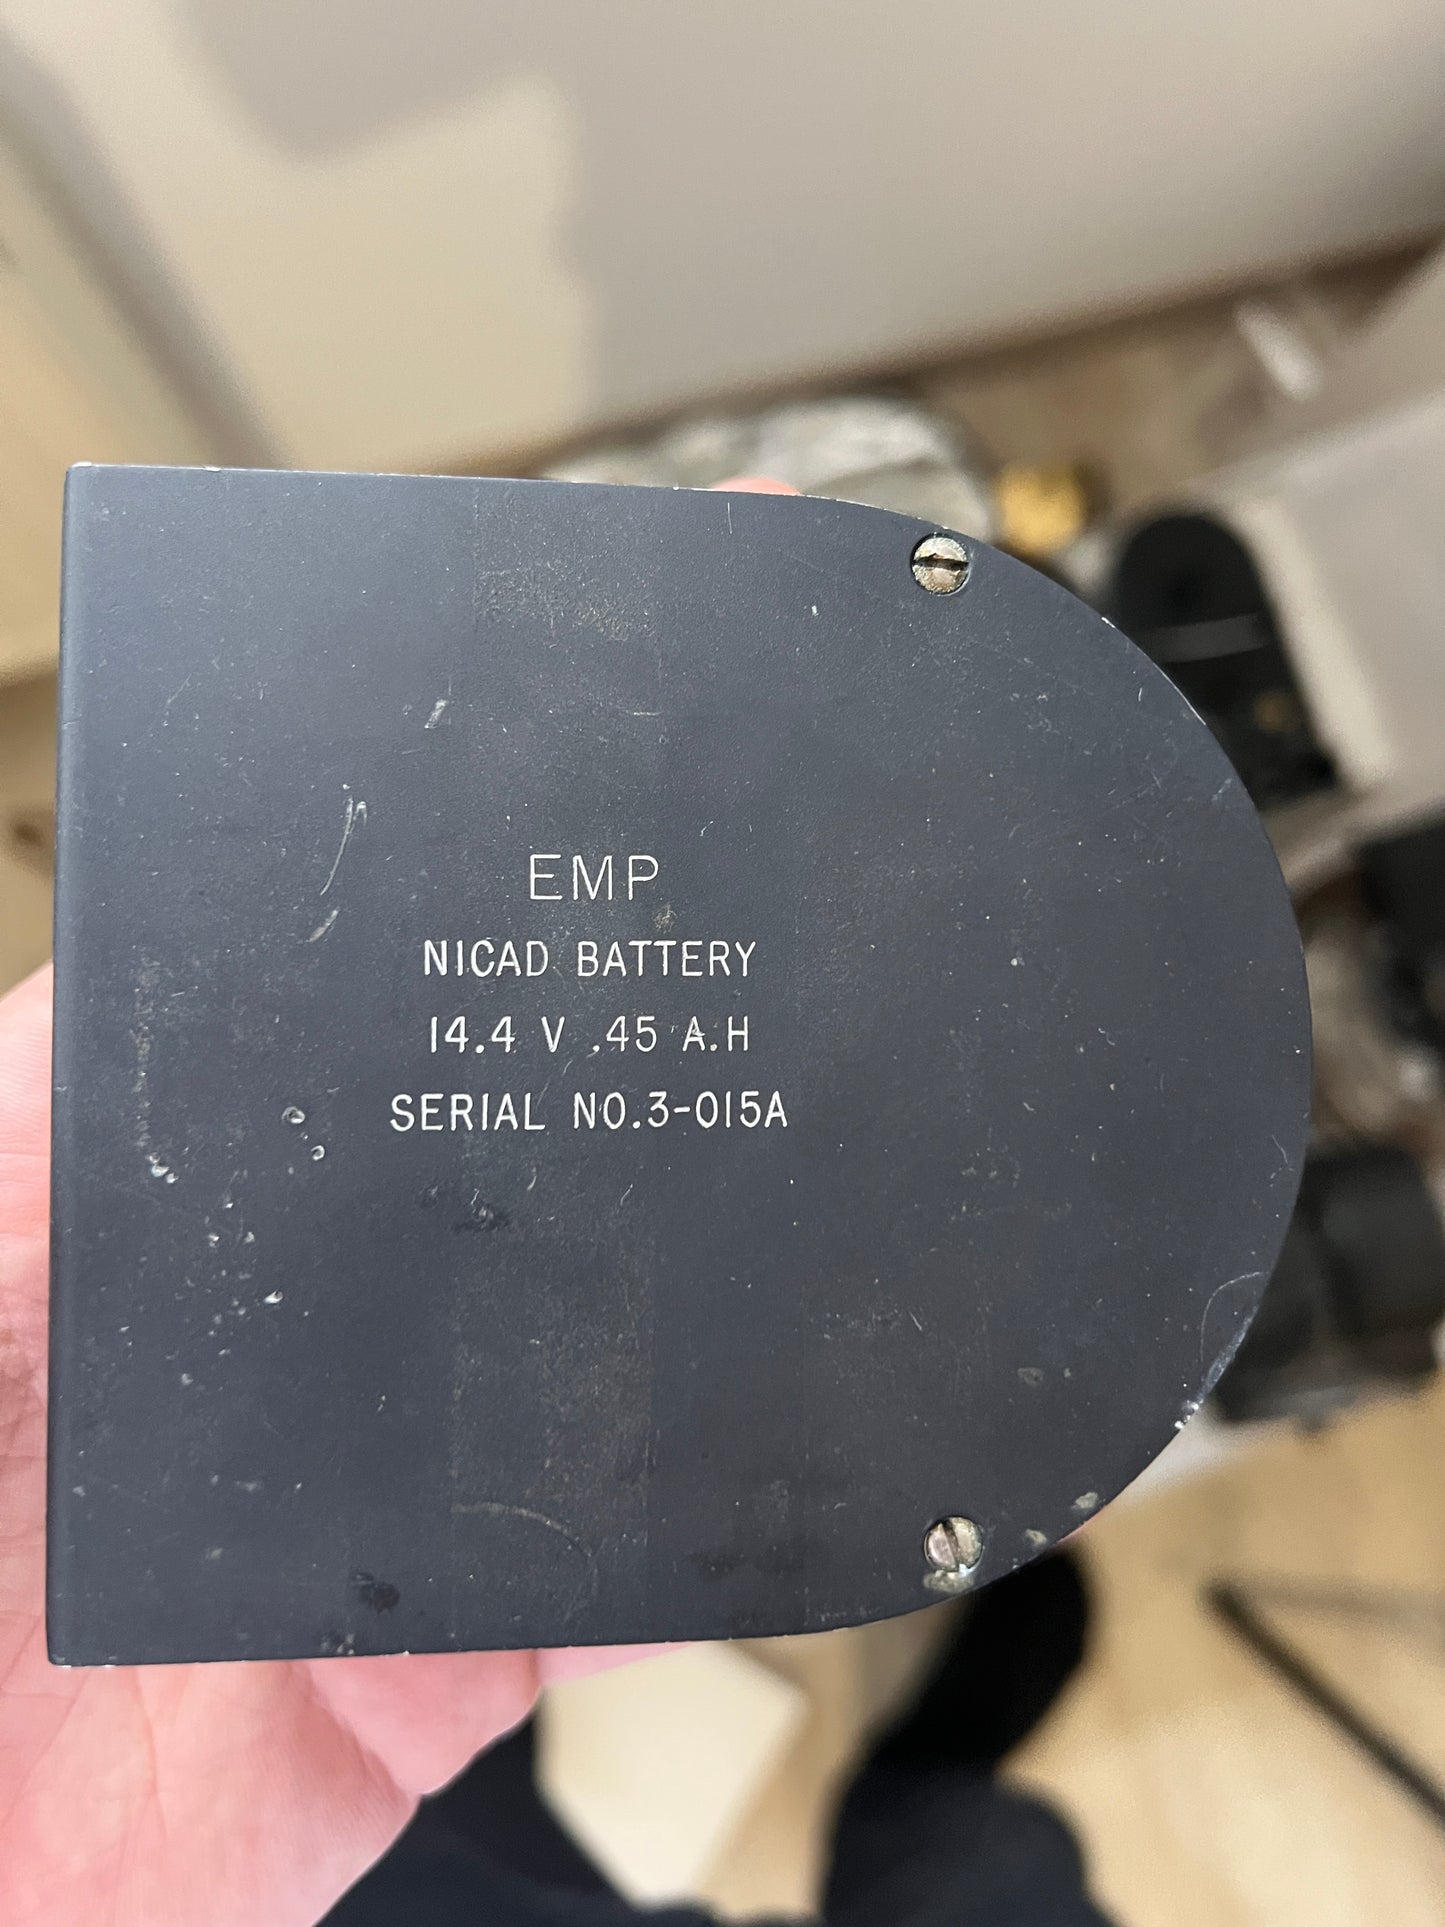 EMP
NICAD BATTERY
14.4 V .45 A.H
SERIAL NO.3-015A